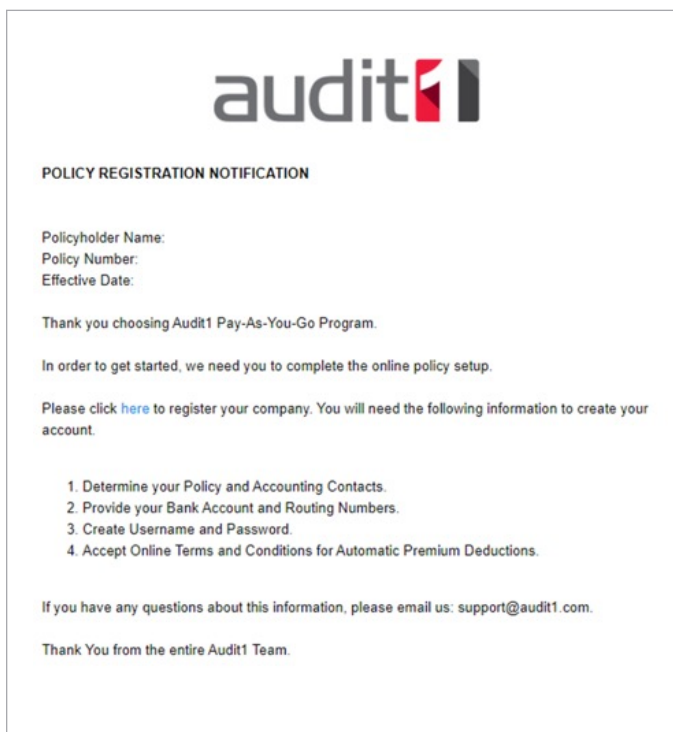 audit1
POLICY REGISTRATION NOTIFICATION
Policyholder Name:
Policy Number:
Effective Date:
Thank you choosing Audit1 Pay-As-You-Go Program.
In order to get started, we need you to complete the online policy setup.
Please click here to register your company. You will need the following information to create your
account.
1. Determine your Policy and Accounting Contacts.
2. Provide your Bank Account and Routing Numbers.
3. Create Username and Password.
4. Accept Online Terms and Conditions for Automatic Premium Deductions.
If you have any questions about this information, please email us: support@audit1.com.
Thank You from the entire Audit1 Team.